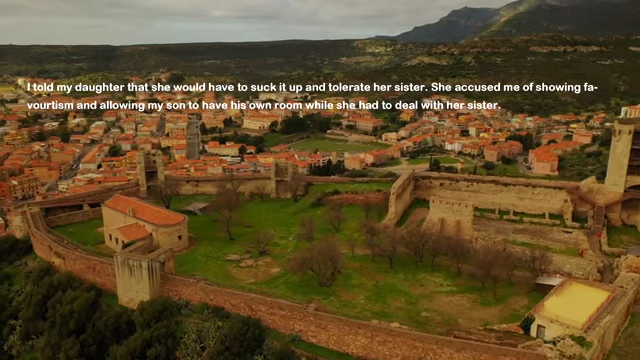 I told my daughter that she would have to suck it up and tolerate her sister. She accused me of showing fa-
vourtism and allowing my son to have his own room while she had to deal with her sister.